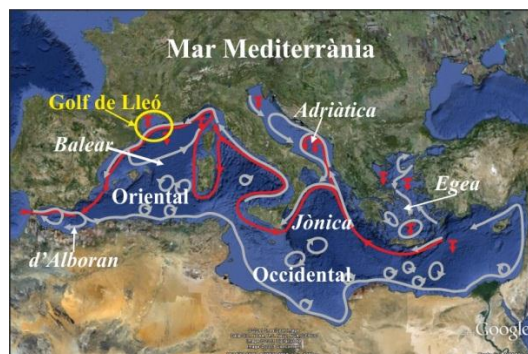 Mar Mediterrània
Golf de Lleó
Adriàtica
Balear
Egea
Oriental
Jònica
d'Alboran
Occidental
Google